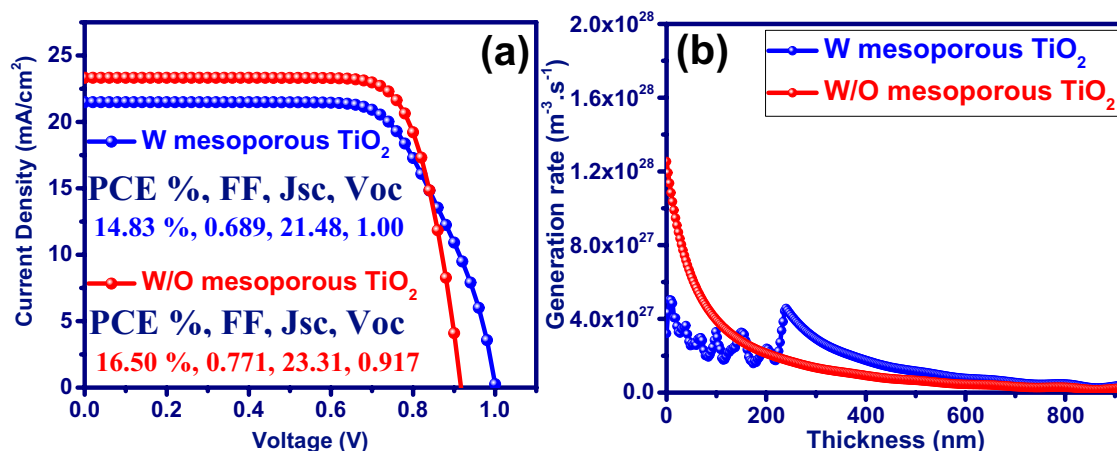 (a)
Current Density (mA/cm²)
25
20
15
10
5
0
W mesoporous TiO₂
PCE %, FF, Jsc, Voc
14.83 %, 0.689, 21.48, 1.00
W/O mesoporous TiO₂
PCE %, FF, Jsc, Voc
16.50 %, 0.771, 23.31, 0.917
0.0 0.2 0.4 0.6 0.8 1.0
Voltage (V)
(b)
Generation rate (m⁻³.s⁻¹)
2.0x10²⁸
1.6x10²⁸
1.2x10²⁸
8.0x10²⁷
4.0x10²⁷
0.0
W mesoporous TiO₂
W/O mesoporous TiO₂
0 200 400 600 800
Thickness (nm)